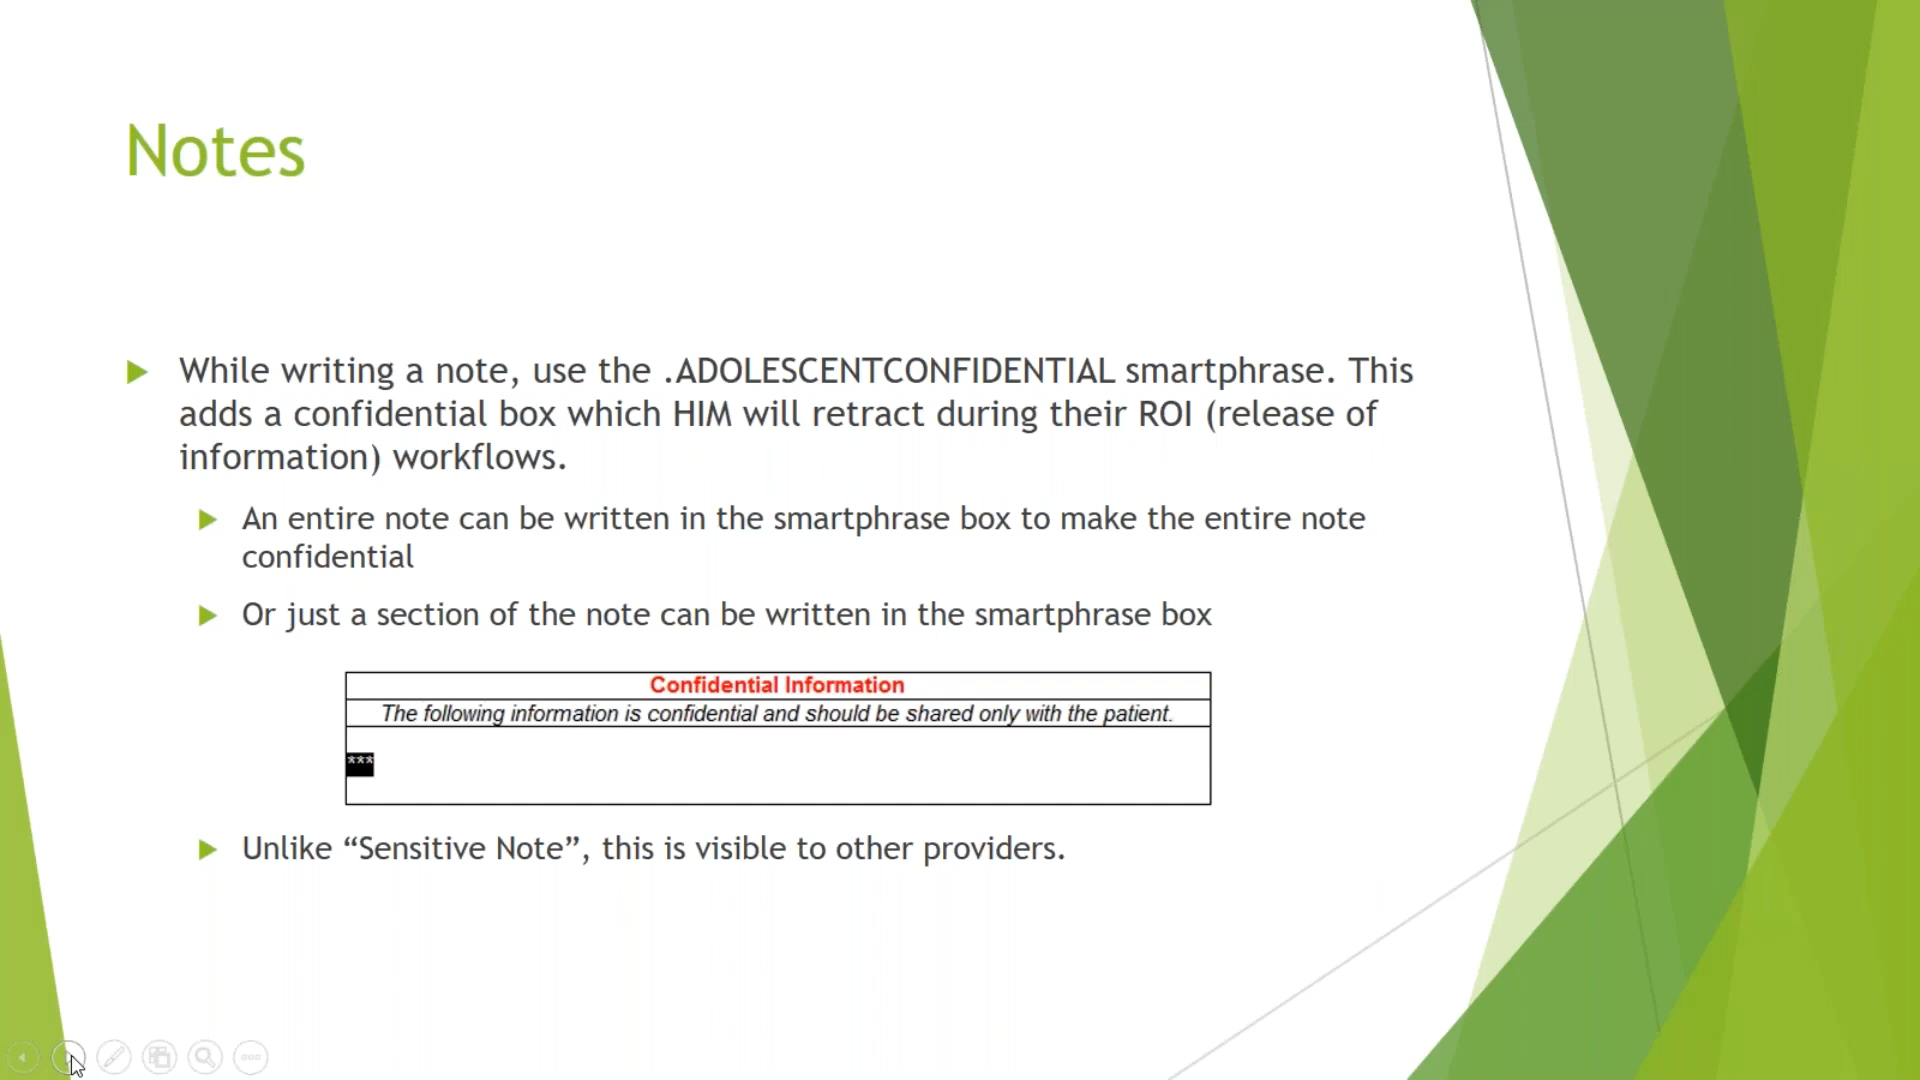 Notes
While writing a note, use the .ADOLESCENTCONFIDENTIAL smartphrase. This
adds a confidential box which HIM will retract during their ROI (release of
information) workflows.
An entire note can be written in the smartphrase box to make the entire note
confidential
Or just a section of the note can be written in the smartphrase box
Confidential Information
The following information is confidential and should be shared only with the patient.
***
Unlike “Sensitive Note”, this is visible to other providers.